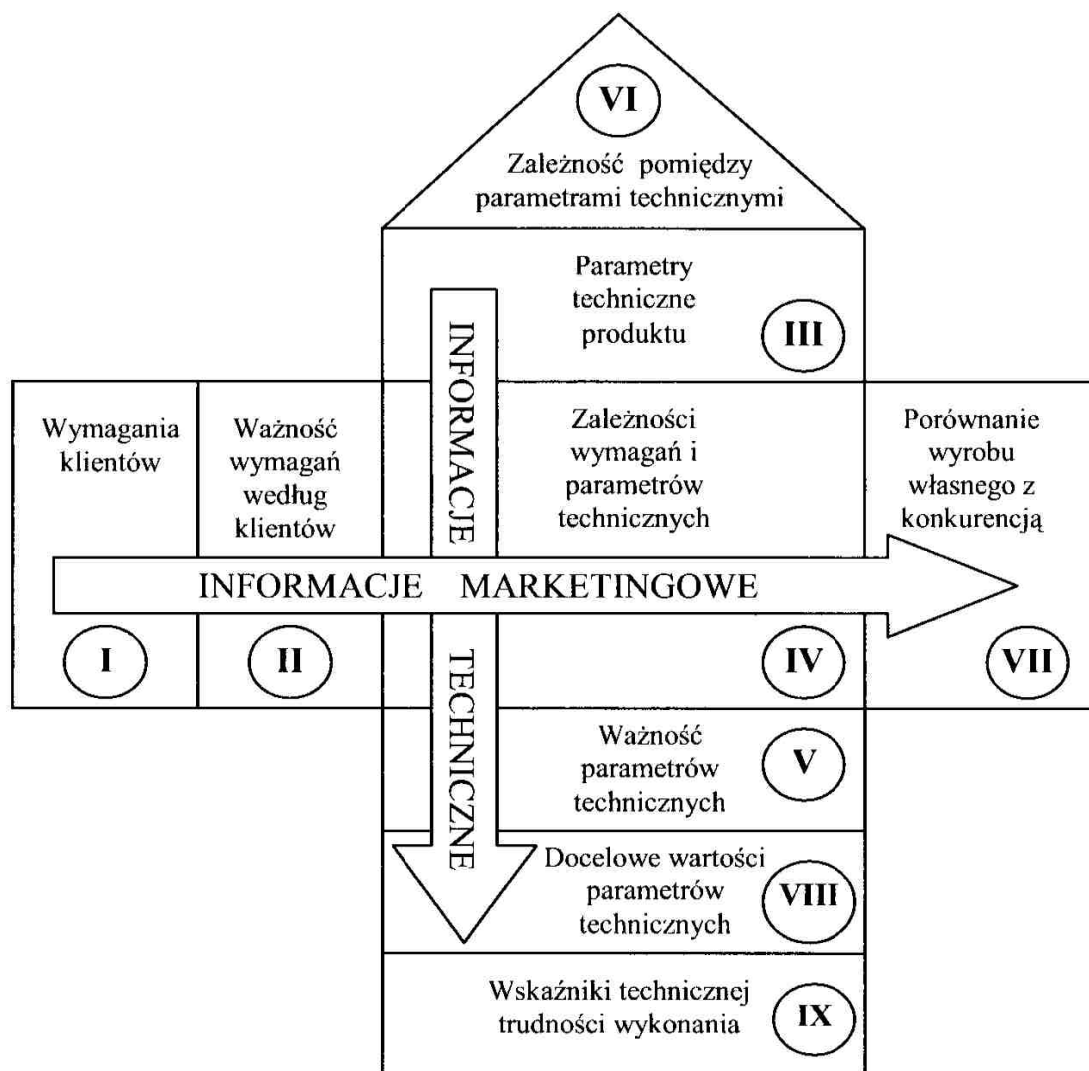 VI
Zależność pomiędzy
parametrami technicznymi
Parametry
techniczne
produktu
III
INFORMACJE TECHNICZNE
Wymagania
klientów
I
Ważność
wymagań
według
klientów
II
Zależności
wymagań i
parametrów
technicznych
IV
Porównanie
wyrobu
własnego z
konkurencją
VII
INFORMACJE MARKETINGOWE
Ważność
parametrów
technicznych
V
Docelowe wartości
parametrów
technicznych
VIII
Wskaźniki technicznej
trudności wykonania
IX